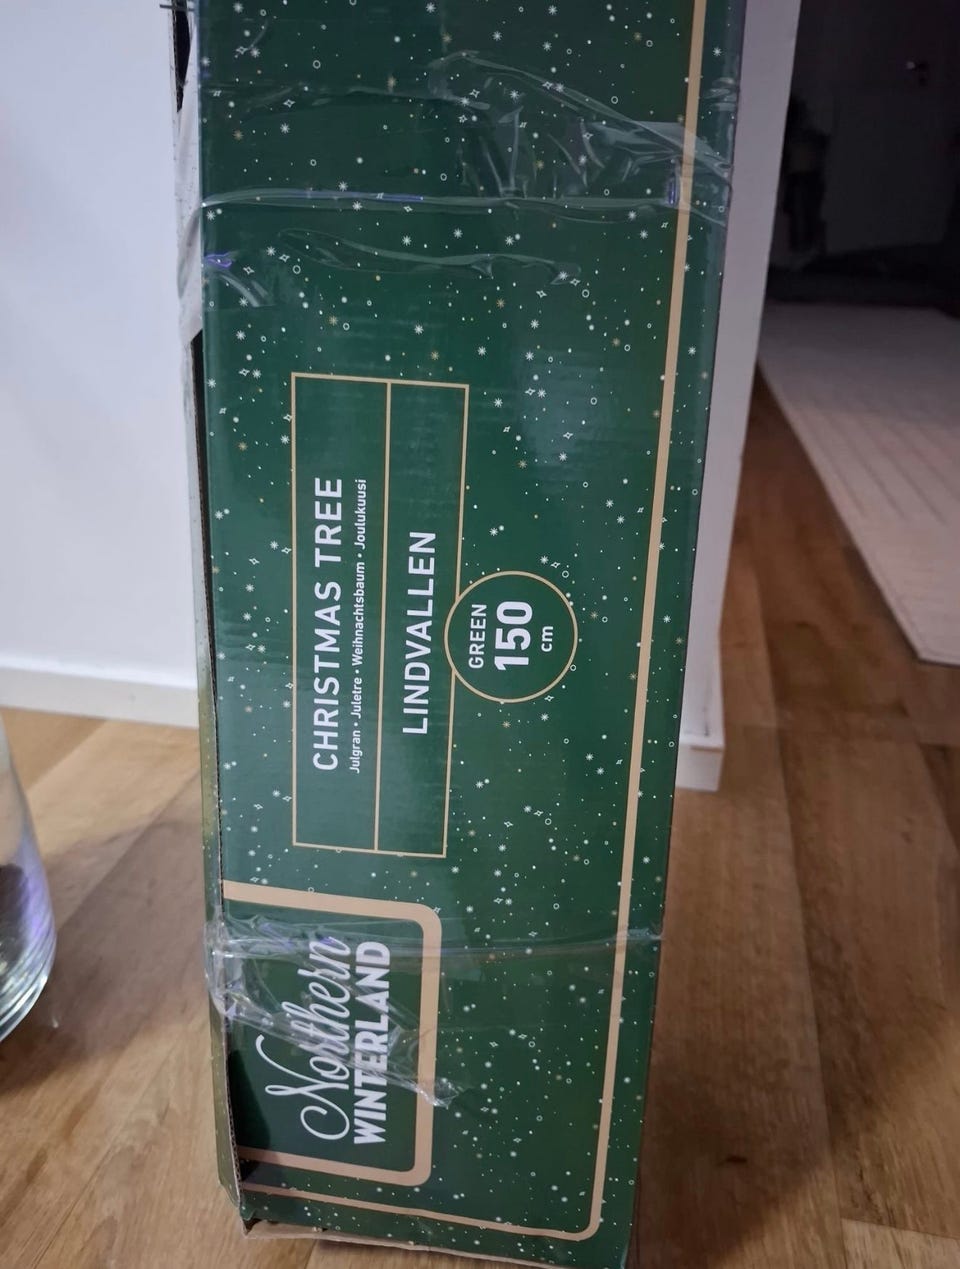 CHRISTMAS TREE
Julgran • Juletre • Weihnachtsbaum • Joulukuusi
LINDVALLEN
GREEN
150
cm
Northern
WINTERLAND